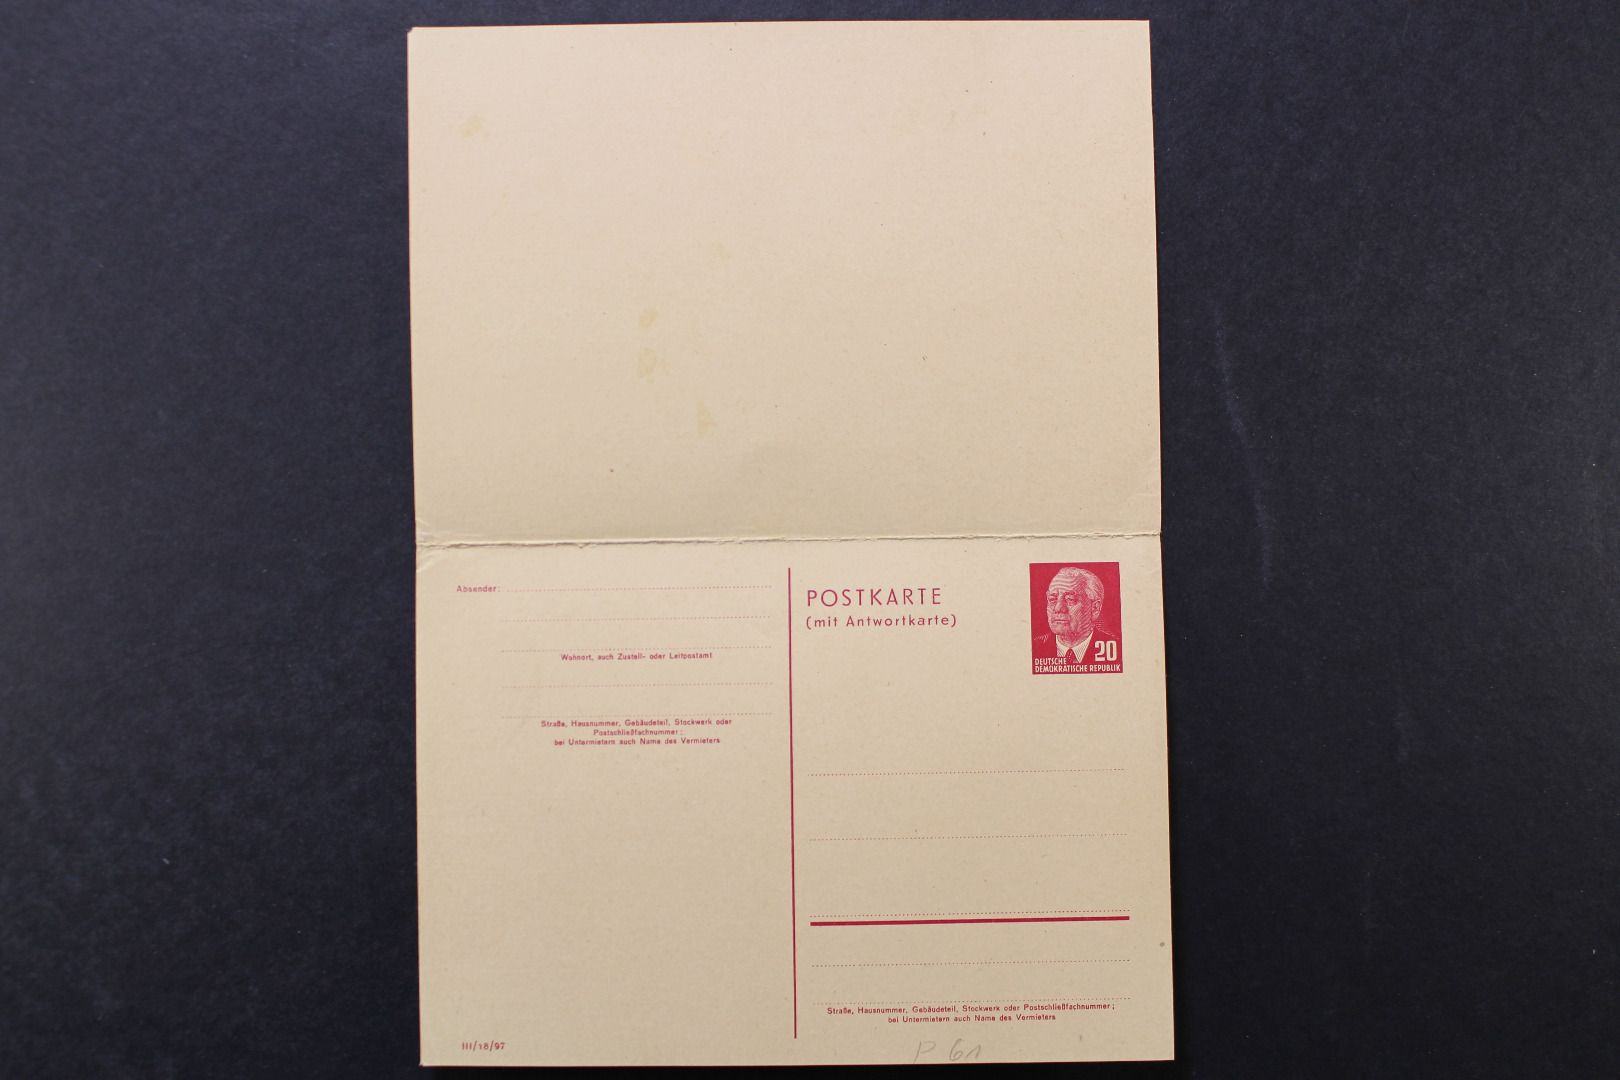 Absender:
Wohnort, auch Zustell- oder Leitpostamt
Straße, Hausnummer, Gebäudeteil, Stockwerk oder
Postschließfachnummer;
bei Untermietern auch Name des Vermieters
III/18/97
POSTKARTE
(mit Antwortkarte)
20
DEUTSCHE
DEMOKRATISCHE REPUBLIK
Straße, Hausnummer, Gebäudeteil, Stockwerk oder Postschließfachnummer;
bei Untermietern auch Name des Vermieters
P 61